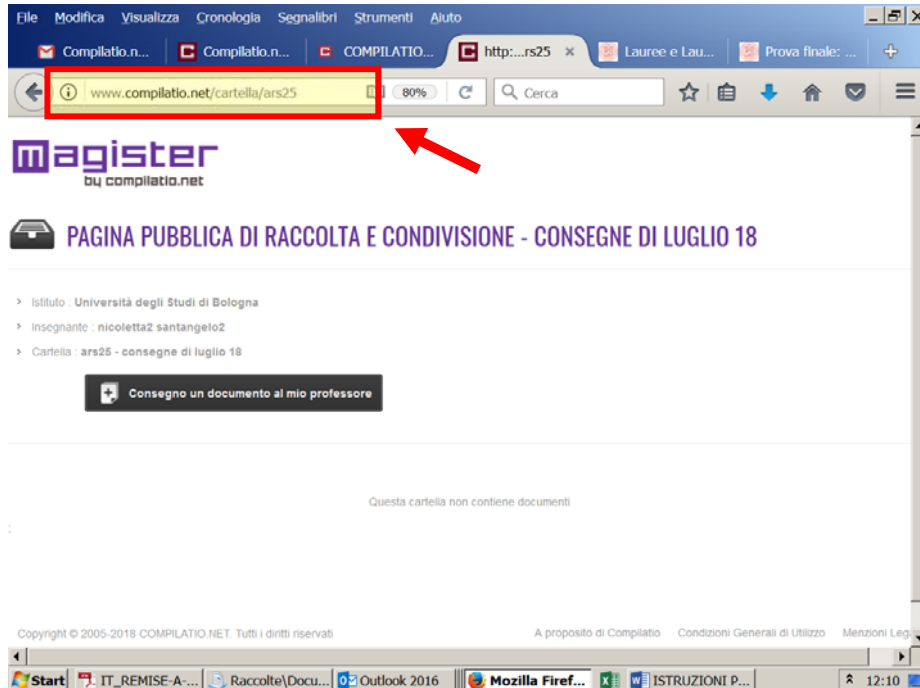 File Modifica Visualizza Cronologia Segnalibri Strumenti Aiuto
Compilatio.n... Compilatio.n... COMPILATIO... http:...rs25 × Lauree e Lau... Prova finale: ...
www.compilatio.net/cartella/ars25 80% Cerca
magister
by compilatio.net
PAGINA PUBBLICA DI RACCOLTA E CONDIVISIONE - CONSEGNE DI LUGLIO 18
Istituto : Università degli Studi di Bologna
Insegnante : nicoletta2 santangelo2
Cartella : ars25 - consegne di luglio 18
Consegno un documento al mio professore
Questa cartella non contiene documenti
;
Copyright © 2005-2018 COMPILATIO.NET. Tutti i diritti riservati A proposito di Compilatio Condizioni Generali di Utilizzo Menzioni Leg
Start IT_REMISE-A-... Raccolte\Docu... Outlook 2016 Mozilla Firef... ISTRUZIONI P... 12:10